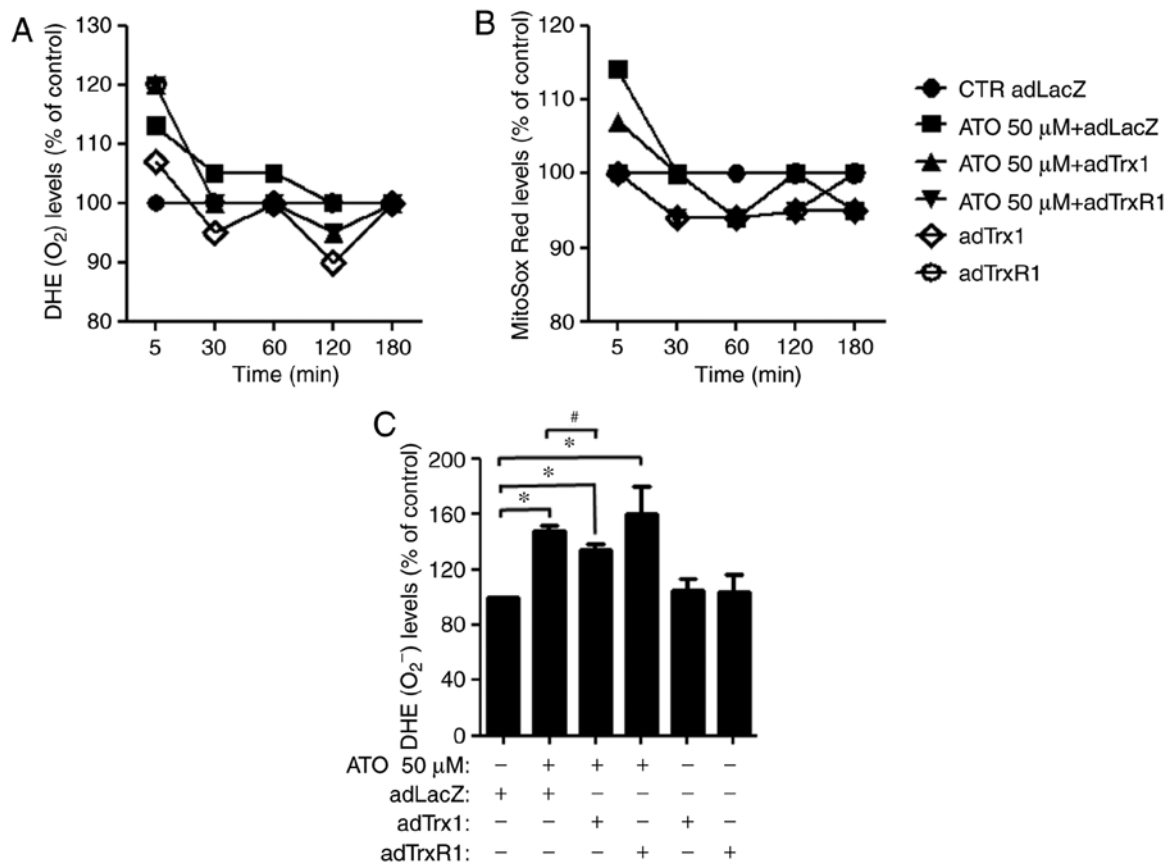 A
DHE (O₂) levels (% of control)
130
120
110
100
90
80
5 30 60 120 180
Time (min)
B
MitoSox Red levels (% of control)
120
110
100
90
80
5 30 60 120 180
Time (min)
CTR adLacZ
ATO 50 µM+adLacZ
ATO 50 µM+adTrx1
ATO 50 µM+adTrxR1
adTrx1
adTrxR1
C
DHE (O₂⁻) levels (% of control)
200
160
120
80
40
0
#
*
*
*
ATO 50 µM: – + + + – –
adLacZ: + + – – – –
adTrx1: – – + – + –
adTrxR1: – – – + – +